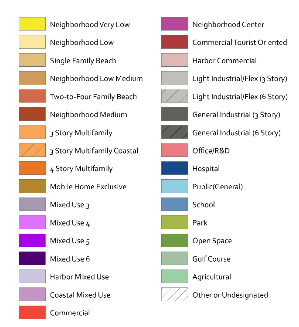 Neighborhood Very Low
Neighborhood Low
Single Family Beach
Neighborhood Low Medium
Two-to-Four Family Beach
Neighborhood Medium
3 Story Multifamily
3 Story Multifamily Coastal
4 Story Multifamily
Mobile Home Exclusive
Mixed Use 3
Mixed Use 4
Mixed Use 5
Mixed Use 6
Harbor Mixed Use
Coastal Mixed Use
Commercial
Neighborhood Center
Commercial Tourist Oriented
Harbor Commercial
Light Industrial/Flex (3 Story)
Light Industrial/Flex (6 Story)
General Industrial (3 Story)
General Industrial (6 Story)
Office/R&D
Hospital
Public(General)
School
Park
Open Space
Golf Course
Agricultural
Other or Undesignated